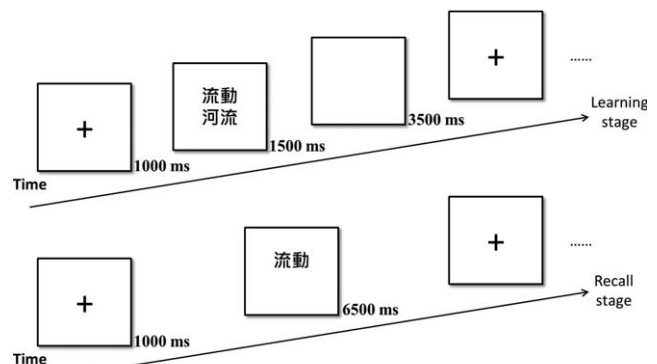 +
流動
河流
+
......
1000 ms
1500 ms
3500 ms
Learning
stage
Time
+
流動
+
......
1000 ms
6500 ms
Recall
stage
Time